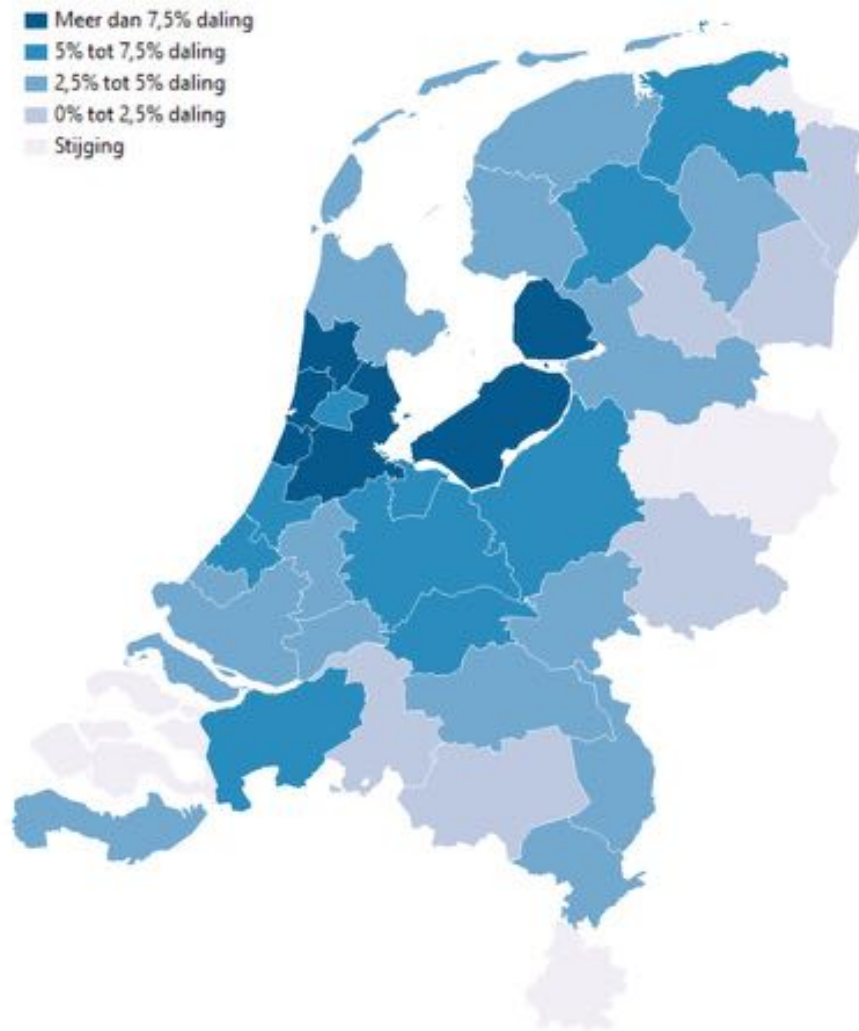 Meer dan 7,5% daling
5% tot 7,5% daling
2,5% tot 5% daling
0% tot 2,5% daling
Stijging